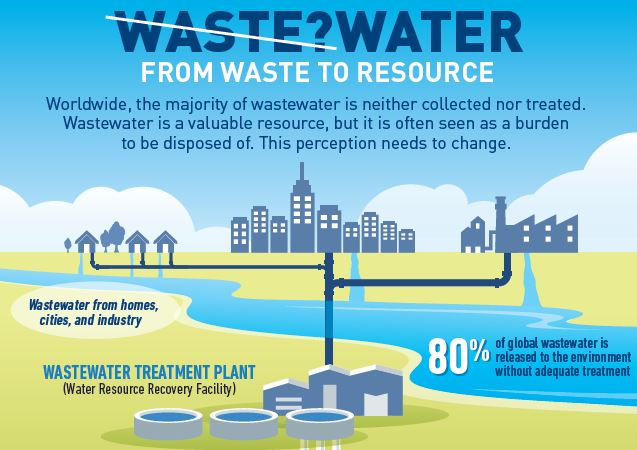 WASTE?WATER
FROM WASTE TO RESOURCE
Worldwide, the majority of wastewater is neither collected nor treated.
Wastewater is a valuable resource, but it is often seen as a burden
to be disposed of. This perception needs to change.
Wastewater from homes,
cities, and industry
80% of global wastewater is
released to the environment
without adequate treatment
WASTEWATER TREATMENT PLANT
(Water Resource Recovery Facility)